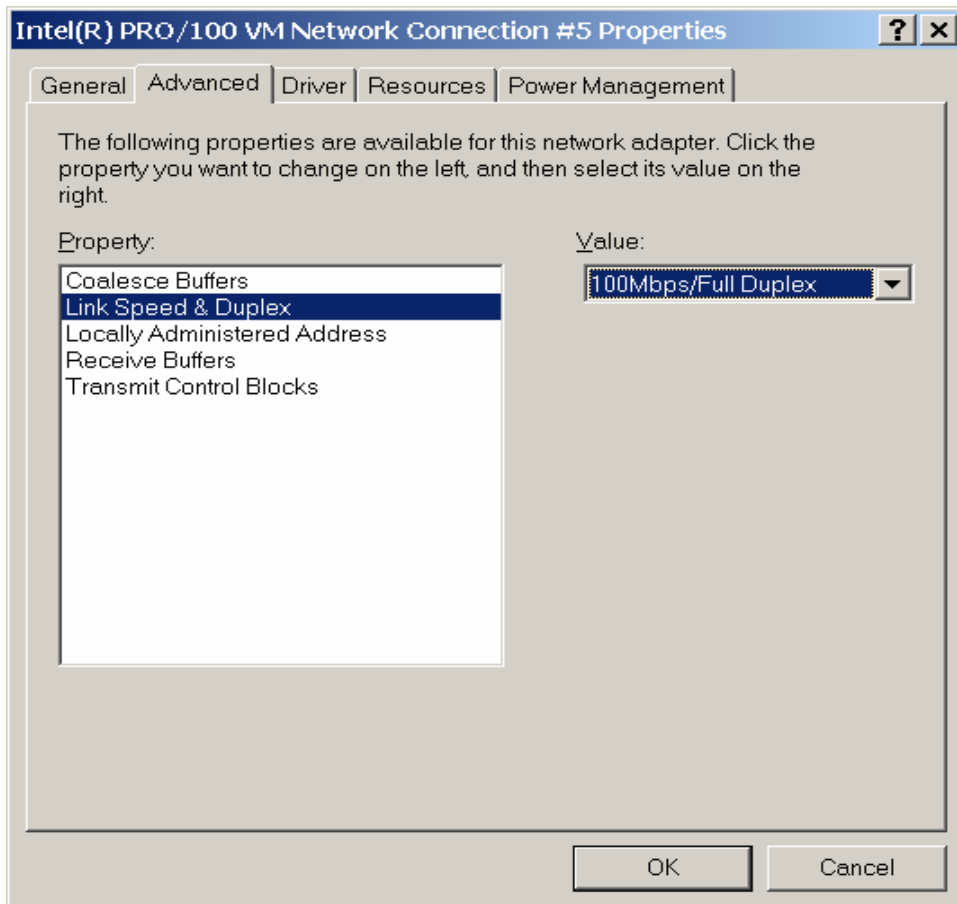 Intel(R) PRO/100 VM Network Connection #5 Properties
General Advanced Driver Resources Power Management
The following properties are available for this network adapter. Click the
property you want to change on the left, and then select its value on the
right.
Property: Value:
Coalesce Buffers 100Mbps/Full Duplex
Link Speed & Duplex
Locally Administered Address
Receive Buffers
Transmit Control Blocks
OK Cancel